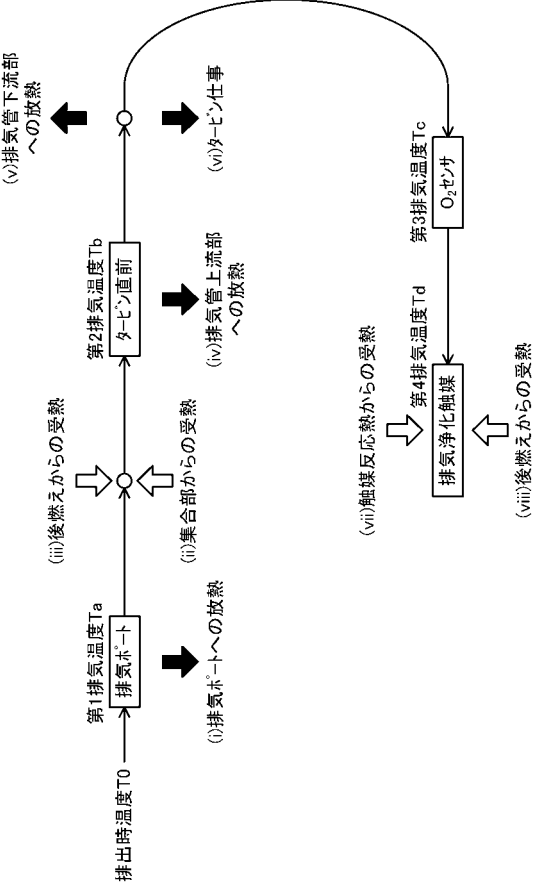 排出時温度T0
第1排気温度Ta
排気ポート
(i)排気ポートへの放熱
(iii)後燃えからの受熱
(ii)集合部からの受熱
第2排気温度Tb
タービン直前
(iv)排気管上流部
への放熱
(v)排気管下流部
への放熱
(vi)タービン仕事
第3排気温度Tc
O₂センサ
第4排気温度Td
排気浄化触媒
(vii)触媒反応熱からの受熱
(viii)後燃えからの受熱